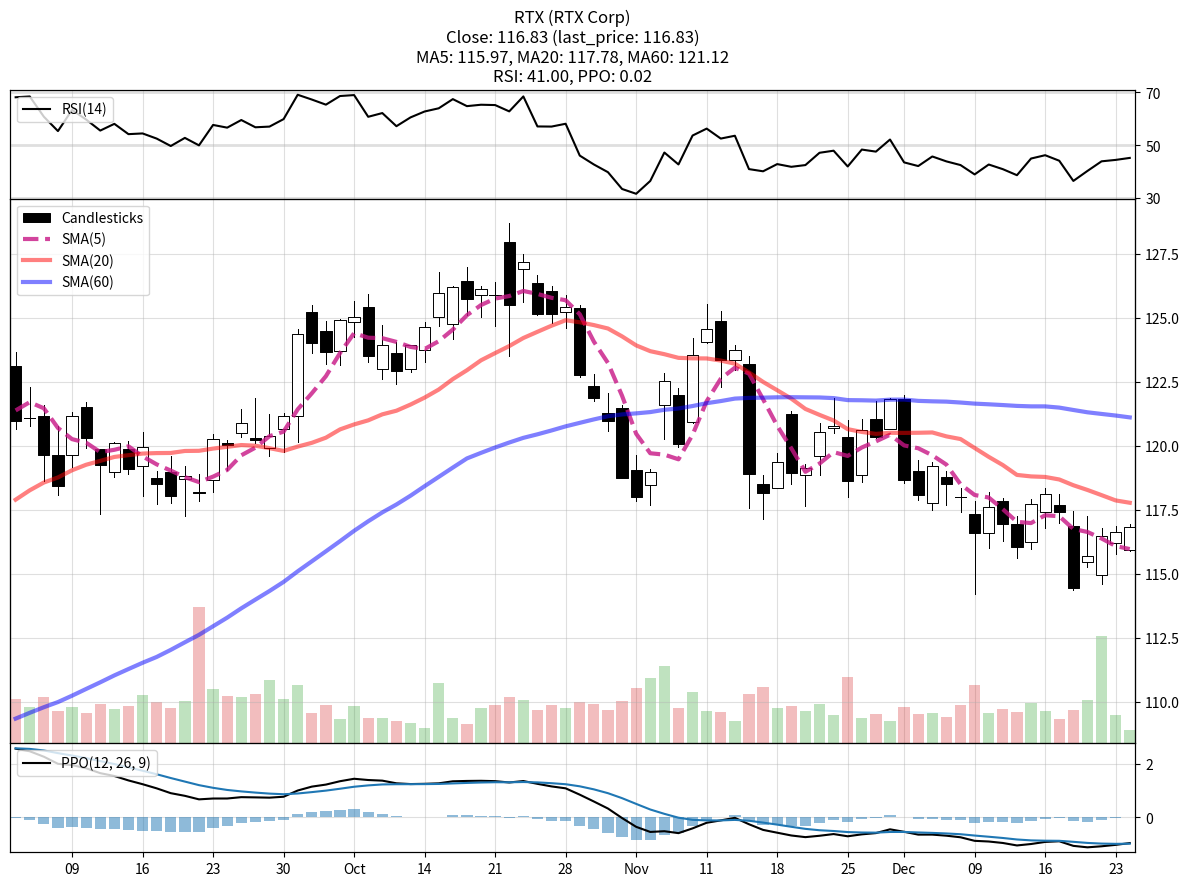 RTX (RTX Corp)
Close: 116.83 (last_price: 116.83)
MA5: 115.97, MA20: 117.78, MA60: 121.12
RSI: 41.00, PPO: 0.02
RSI(14)
70
50
30
Candlesticks
SMA(5)
SMA(20)
SMA(60)
127.5
125.0
122.5
120.0
117.5
115.0
112.5
110.0
PPO(12, 26, 9)
2
0
09 16 23 30 Oct 14 21 28 Nov 11 18 25 Dec 09 16 23